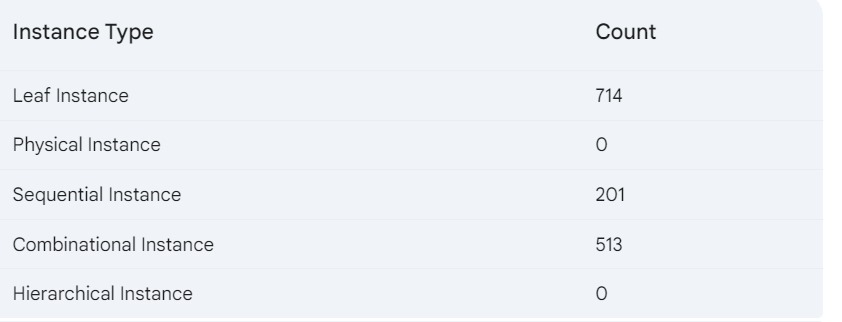 Instance Type Count
Leaf Instance 714
Physical Instance 0
Sequential Instance 201
Combinational Instance 513
Hierarchical Instance 0